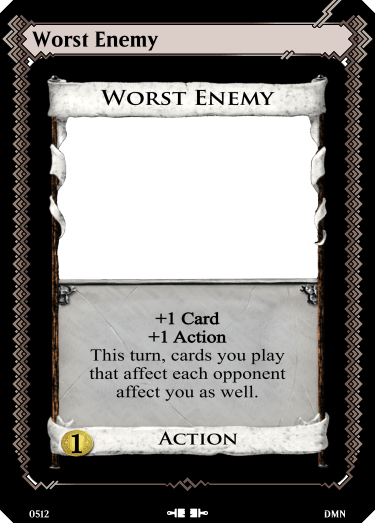 Worst Enemy
Worst Enemy
+1 Card
+1 Action
This turn, cards you play
that affect each opponent
affect you as well.
1
Action
0512
DMN